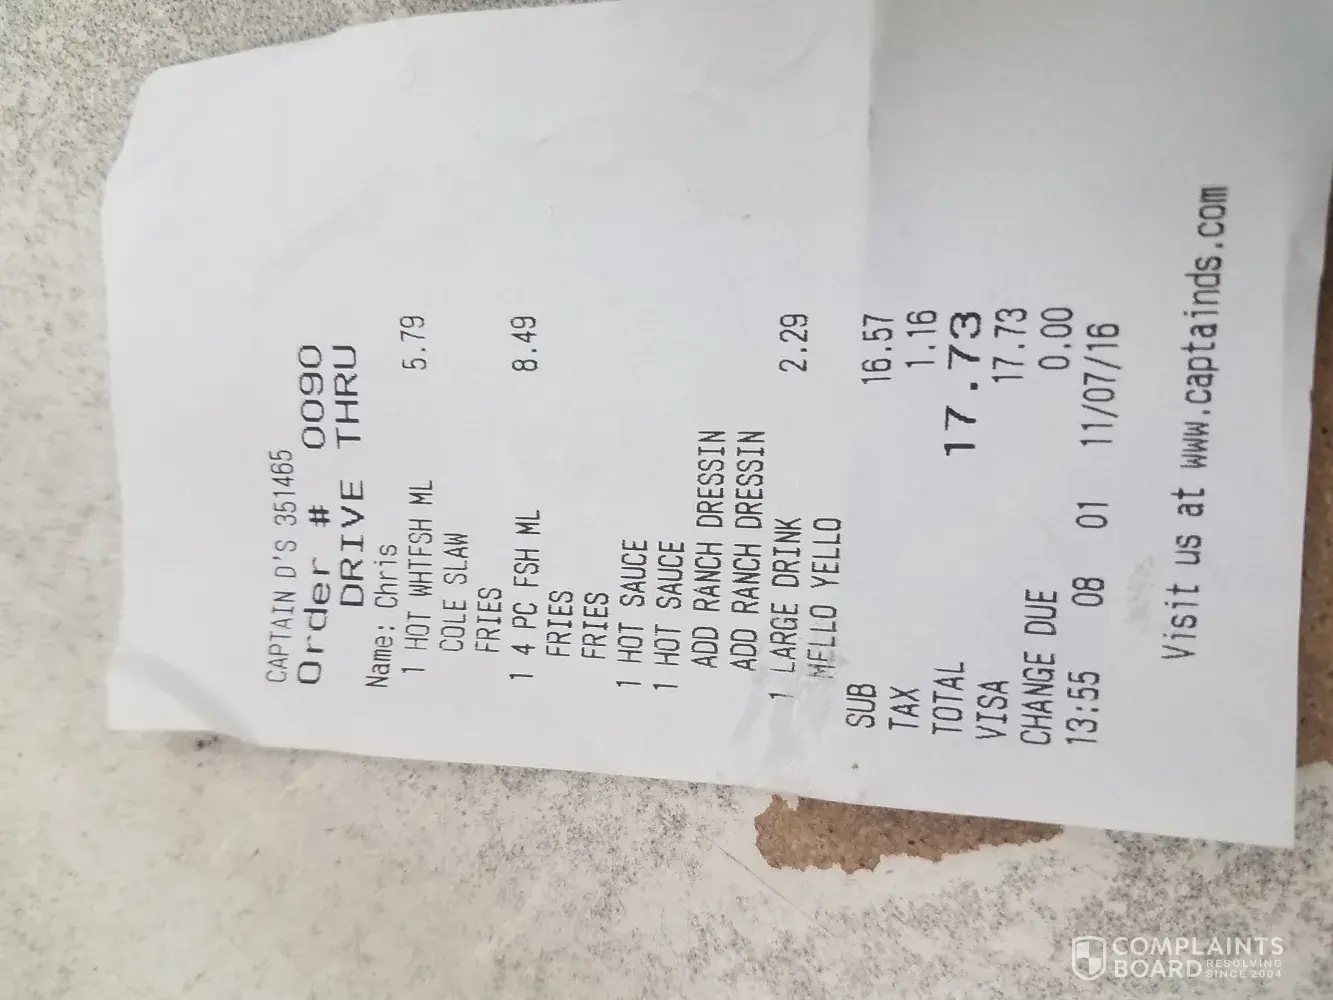 CAPTAIN D'S 351465
Order # 0090
DRIVE THRU
Name: Chris
1 HOT WHTFSH ML 5.79
COLE SLAW
FRIES
1 4 PC FSH ML 8.49
FRIES
FRIES
1 HOT SAUCE
1 HOT SAUCE
ADD RANCH DRESSIN
ADD RANCH DRESSIN
1 LARGE DRINK 2.29
MELLO YELLO
SUB 16.57
TAX 1.16
TOTAL 17.73
VISA 17.73
CHANGE DUE 0.00
13:55 08 01 11/07/16
Visit us at www.captainds.com
COMPLAINTS
BOARD RESOLVING
SINCE 2004